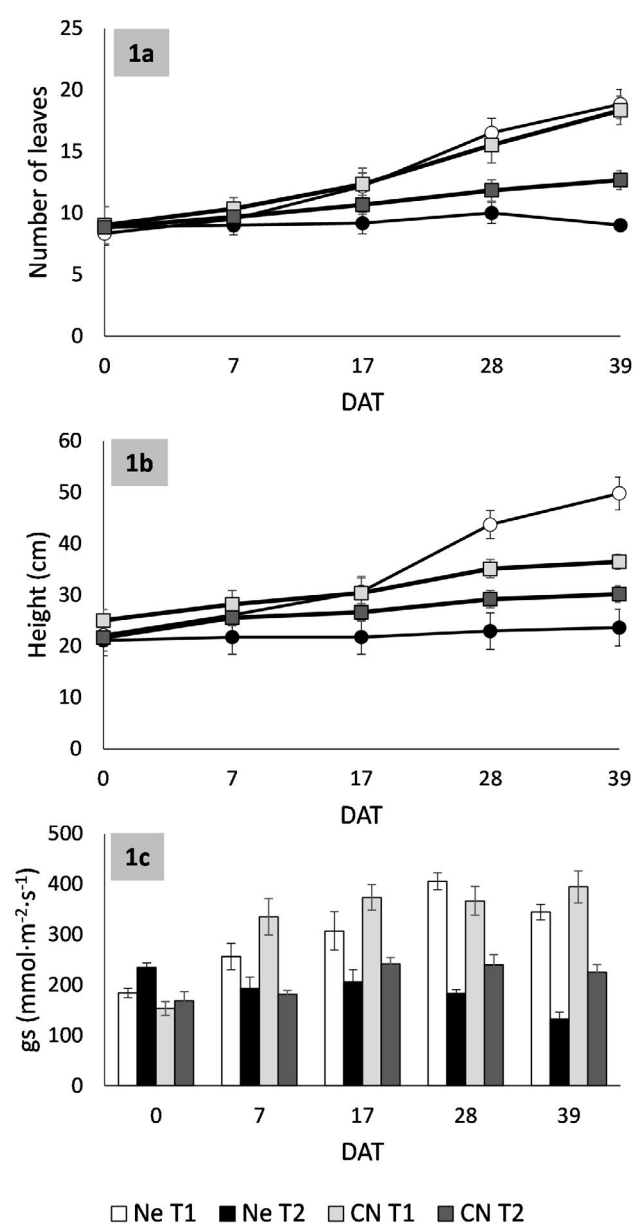 1a
25
20
15
10
5
0
Number of leaves
0 7 17 28 39
DAT
1b
60
50
40
30
20
10
0
Height (cm)
0 7 17 28 39
DAT
1c
500
400
300
200
100
0
gs (mmol·m⁻²·s⁻¹)
0 7 17 28 39
DAT
Ne T1 Ne T2 CN T1 CN T2